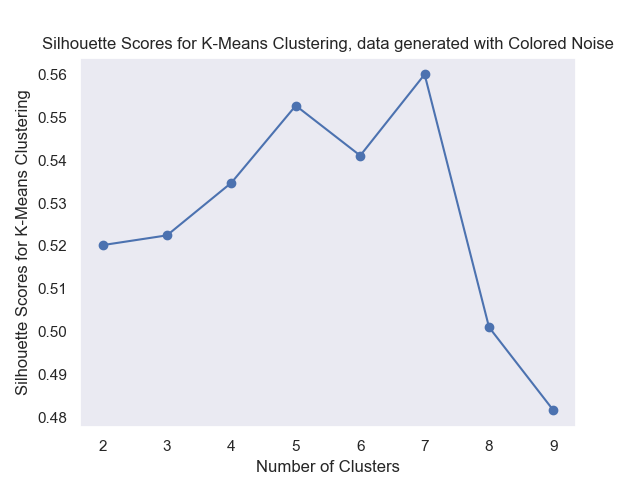 Silhouette Scores for K-Means Clustering, data generated with Colored Noise
Silhouette Scores for K-Means Clustering
0.56
0.55
0.54
0.53
0.52
0.51
0.50
0.49
0.48
2 3 4 5 6 7 8 9
Number of Clusters